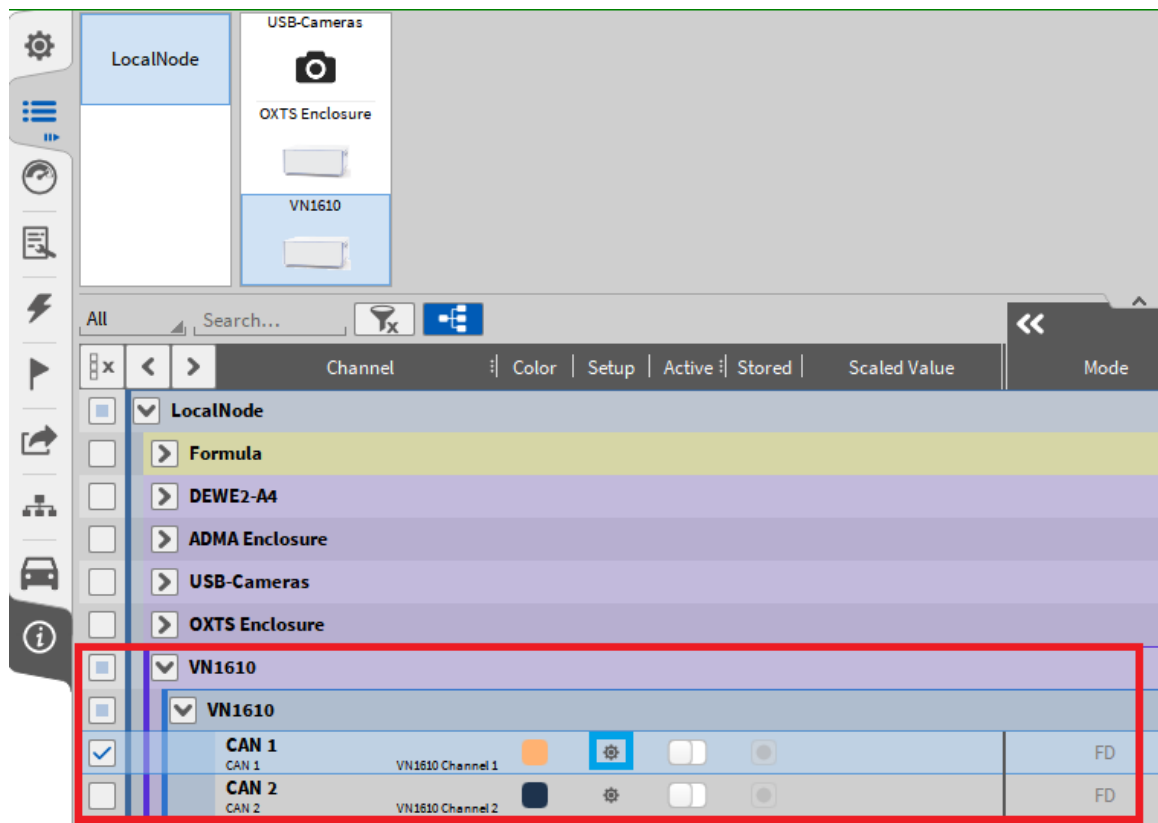 USB-Cameras
LocalNode
OXTS Enclosure
VN1610
All Search...
Channel Color Setup Active Stored Scaled Value Mode
LocalNode
Formula
DEWE2-A4
ADMA Enclosure
USB-Cameras
OXTS Enclosure
VN1610
VN1610
CAN 1
CAN 1 VN1610 Channel 1 FD
CAN 2
CAN 2 VN1610 Channel 2 FD